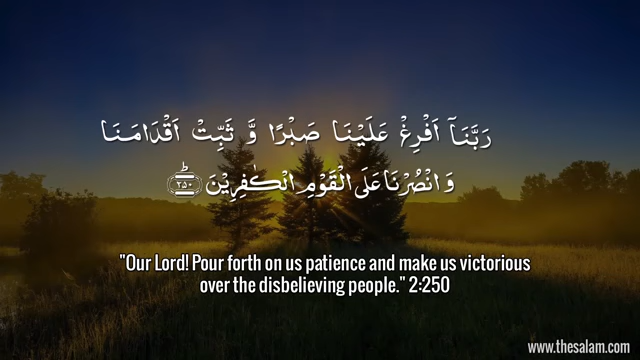 رَبَّنَآ اَفْرِغْ عَلَيْنَا صَبْرًا وَّ ثَبِّتْ اَقْدَامَنَا
وَانْصُرْنَا عَلَى الْقَوْمِ الْكٰفِرِيْنَ ﴿۲۵۰﴾
"Our Lord! Pour forth on us patience and make us victorious
over the disbelieving people." 2:250
www.thesalam.com